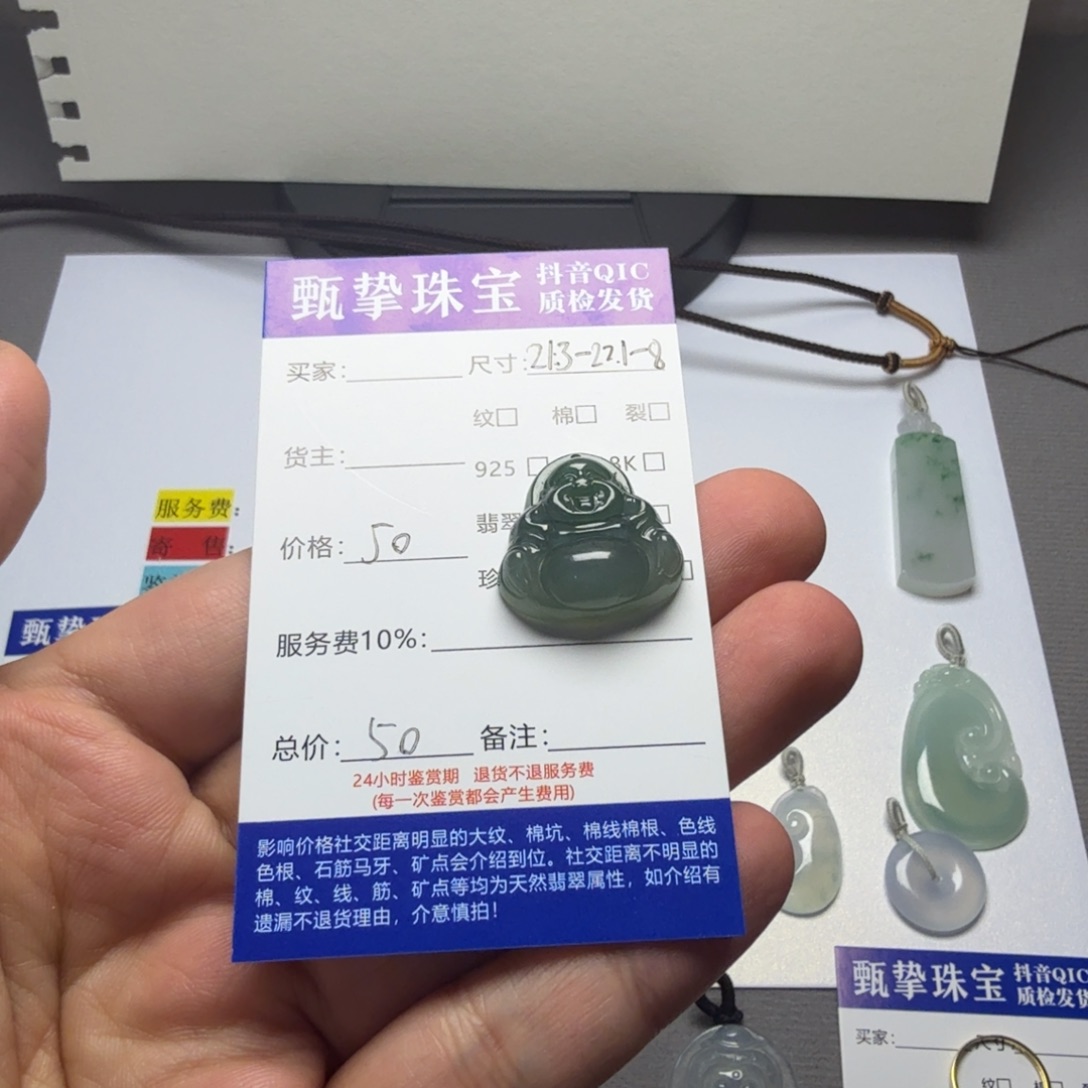 甄挚珠宝 抖音QIC
质检发货
买家: 尺寸:21.3-22.1-8
纹□ 棉□ 裂□
货主:
925 □ 8K □
翡翠
价格: 50
珍
服务费10%:
总价: 50 备注:
24小时鉴赏期 退货不退服务费
(每一次鉴赏都会产生费用)
影响价格社交距离明显的大纹、棉坑、棉线棉根、色线
色根、石筋马牙、矿点会介绍到位。社交距离不明显的
棉、纹、线、筋、矿点等均为天然翡翠属性，如介绍有
遗漏不退货理由，介意慎拍！
服务费:
寄 售:
甄挚
甄挚珠宝 抖音QIC
质检发货
买家: